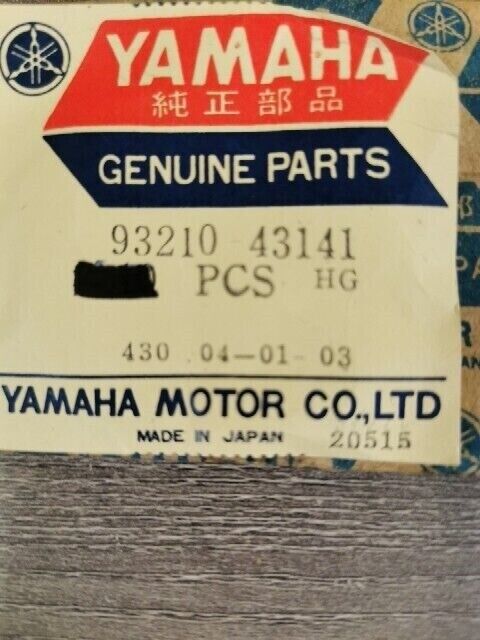 YAMAHA
純正部品
GENUINE PARTS
93210-43141
PCS HG
430 .04-01-03
YAMAHA MOTOR CO.,LTD
MADE IN JAPAN 20515